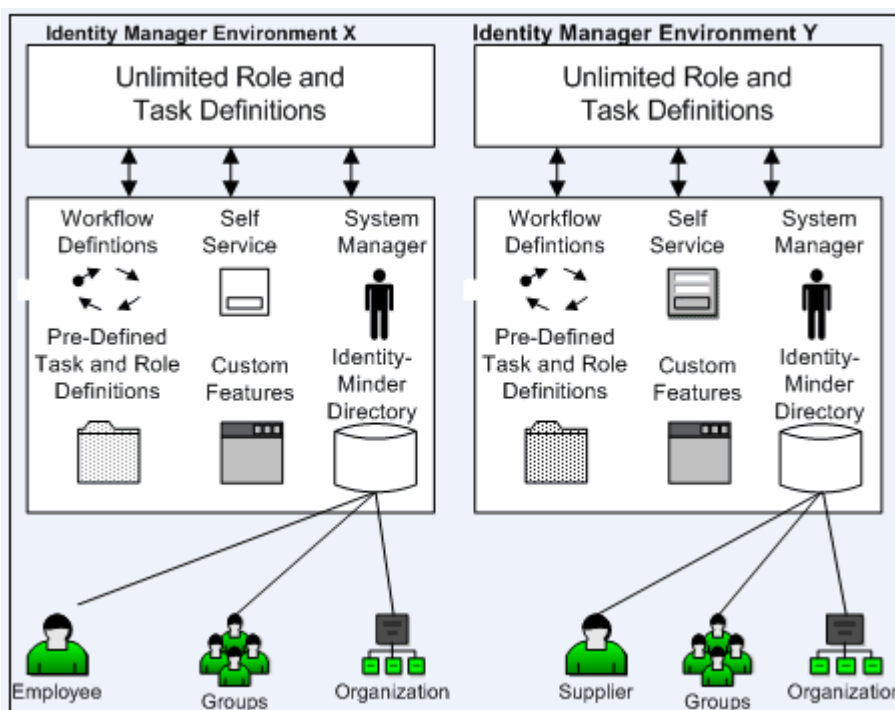 Identity Manager Environment X
Unlimited Role and
Task Definitions
Workflow
Defintions
Self
Service
System
Manager
Pre-Defined
Task and Role
Definitions
Custom
Features
Identity-
Minder
Directory
Employee
Groups
Organization
Identity Manager Environment Y
Unlimited Role and
Task Definitions
Workflow
Defintions
Self
Service
System
Manager
Pre-Defined
Task and Role
Definitions
Custom
Features
Identity-
Minder
Directory
Supplier
Groups
Organization